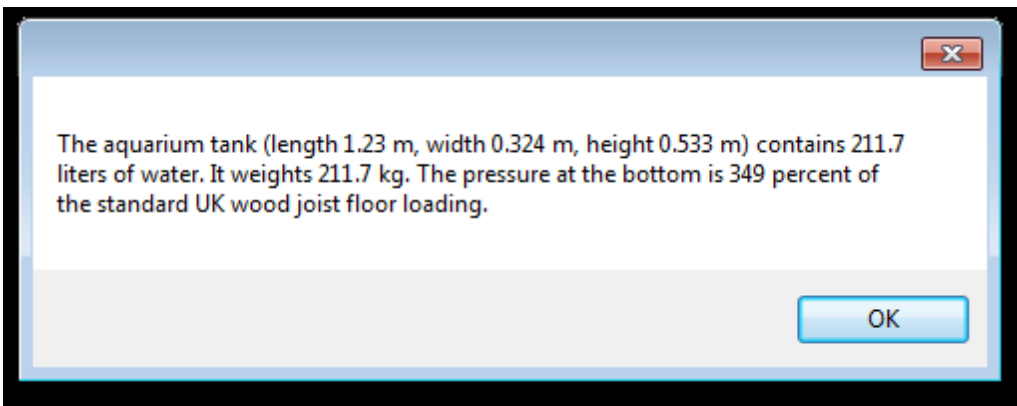 The aquarium tank (length 1.23 m, width 0.324 m, height 0.533 m) contains 211.7
liters of water. It weights 211.7 kg. The pressure at the bottom is 349 percent of
the standard UK wood joist floor loading.
OK